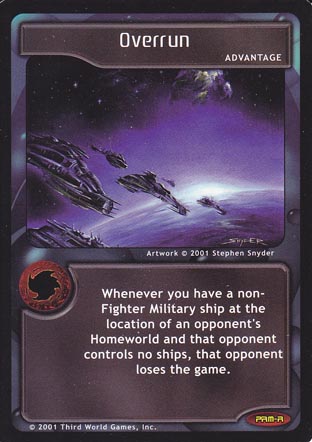 Overrun
ADVANTAGE
SNYDER
Artwork © 2001 Stephen Snyder
Whenever you have a non-
Fighter Military ship at the
location of an opponent's
Homeworld and that opponent
controls no ships, that opponent
loses the game.
© 2001 Third World Games, Inc.
PRM-R